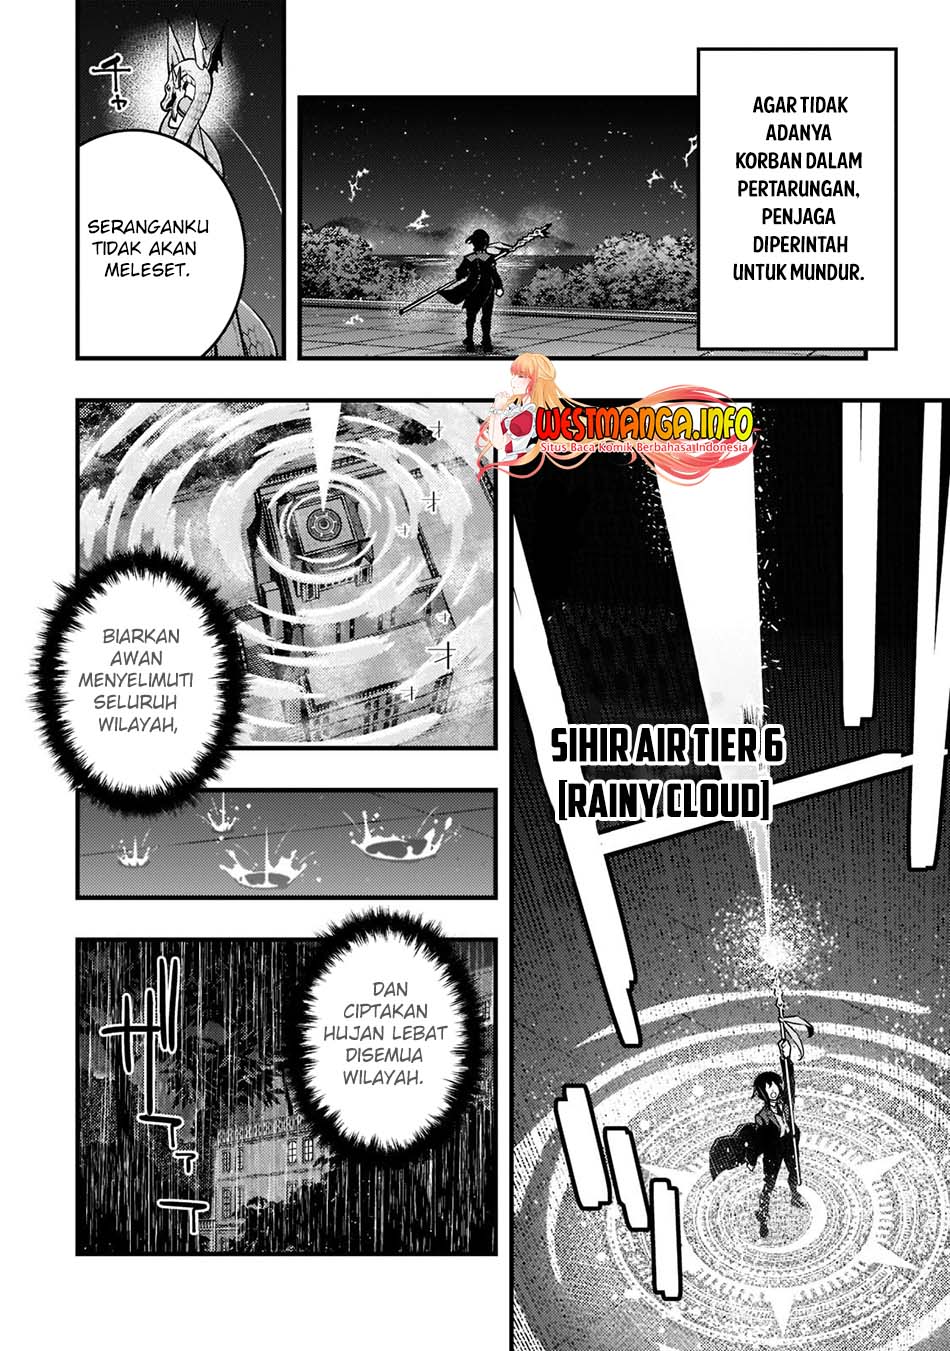 AGAR TIDAK
ADANYA
KORBAN DALAM
PERTARUNGAN,
PENJAGA
DIPERINTAH
UNTUK MUNDUR.
チャ
SERANGANKU
TIDAK AKAN
MELESET.
WESTMANGA.INFO
Situs Baca Komik Berbahasa Indonesia
SIHIR AIR TIER 6
[RAINY CLOUD]
BIARKAN
AWAN
MENYELIMUTI
SELURUH
WILAYAH,
DAN
CIPTAKAN
HUJAN LEBAT
DISEMUA
WILAYAH.